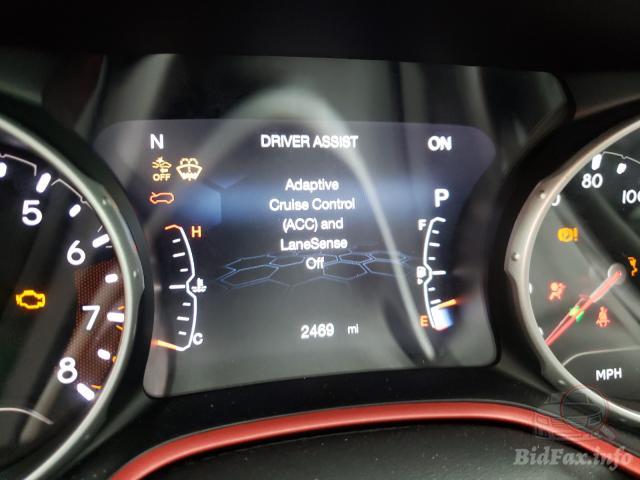 N DRIVER ASSIST ON
OFF
Adaptive
Cruise Control
(ACC) and
LaneSense
Off
P
H
C
F
E
2469 mi
5
6
7
8
80
100
MPH
BidFax.info